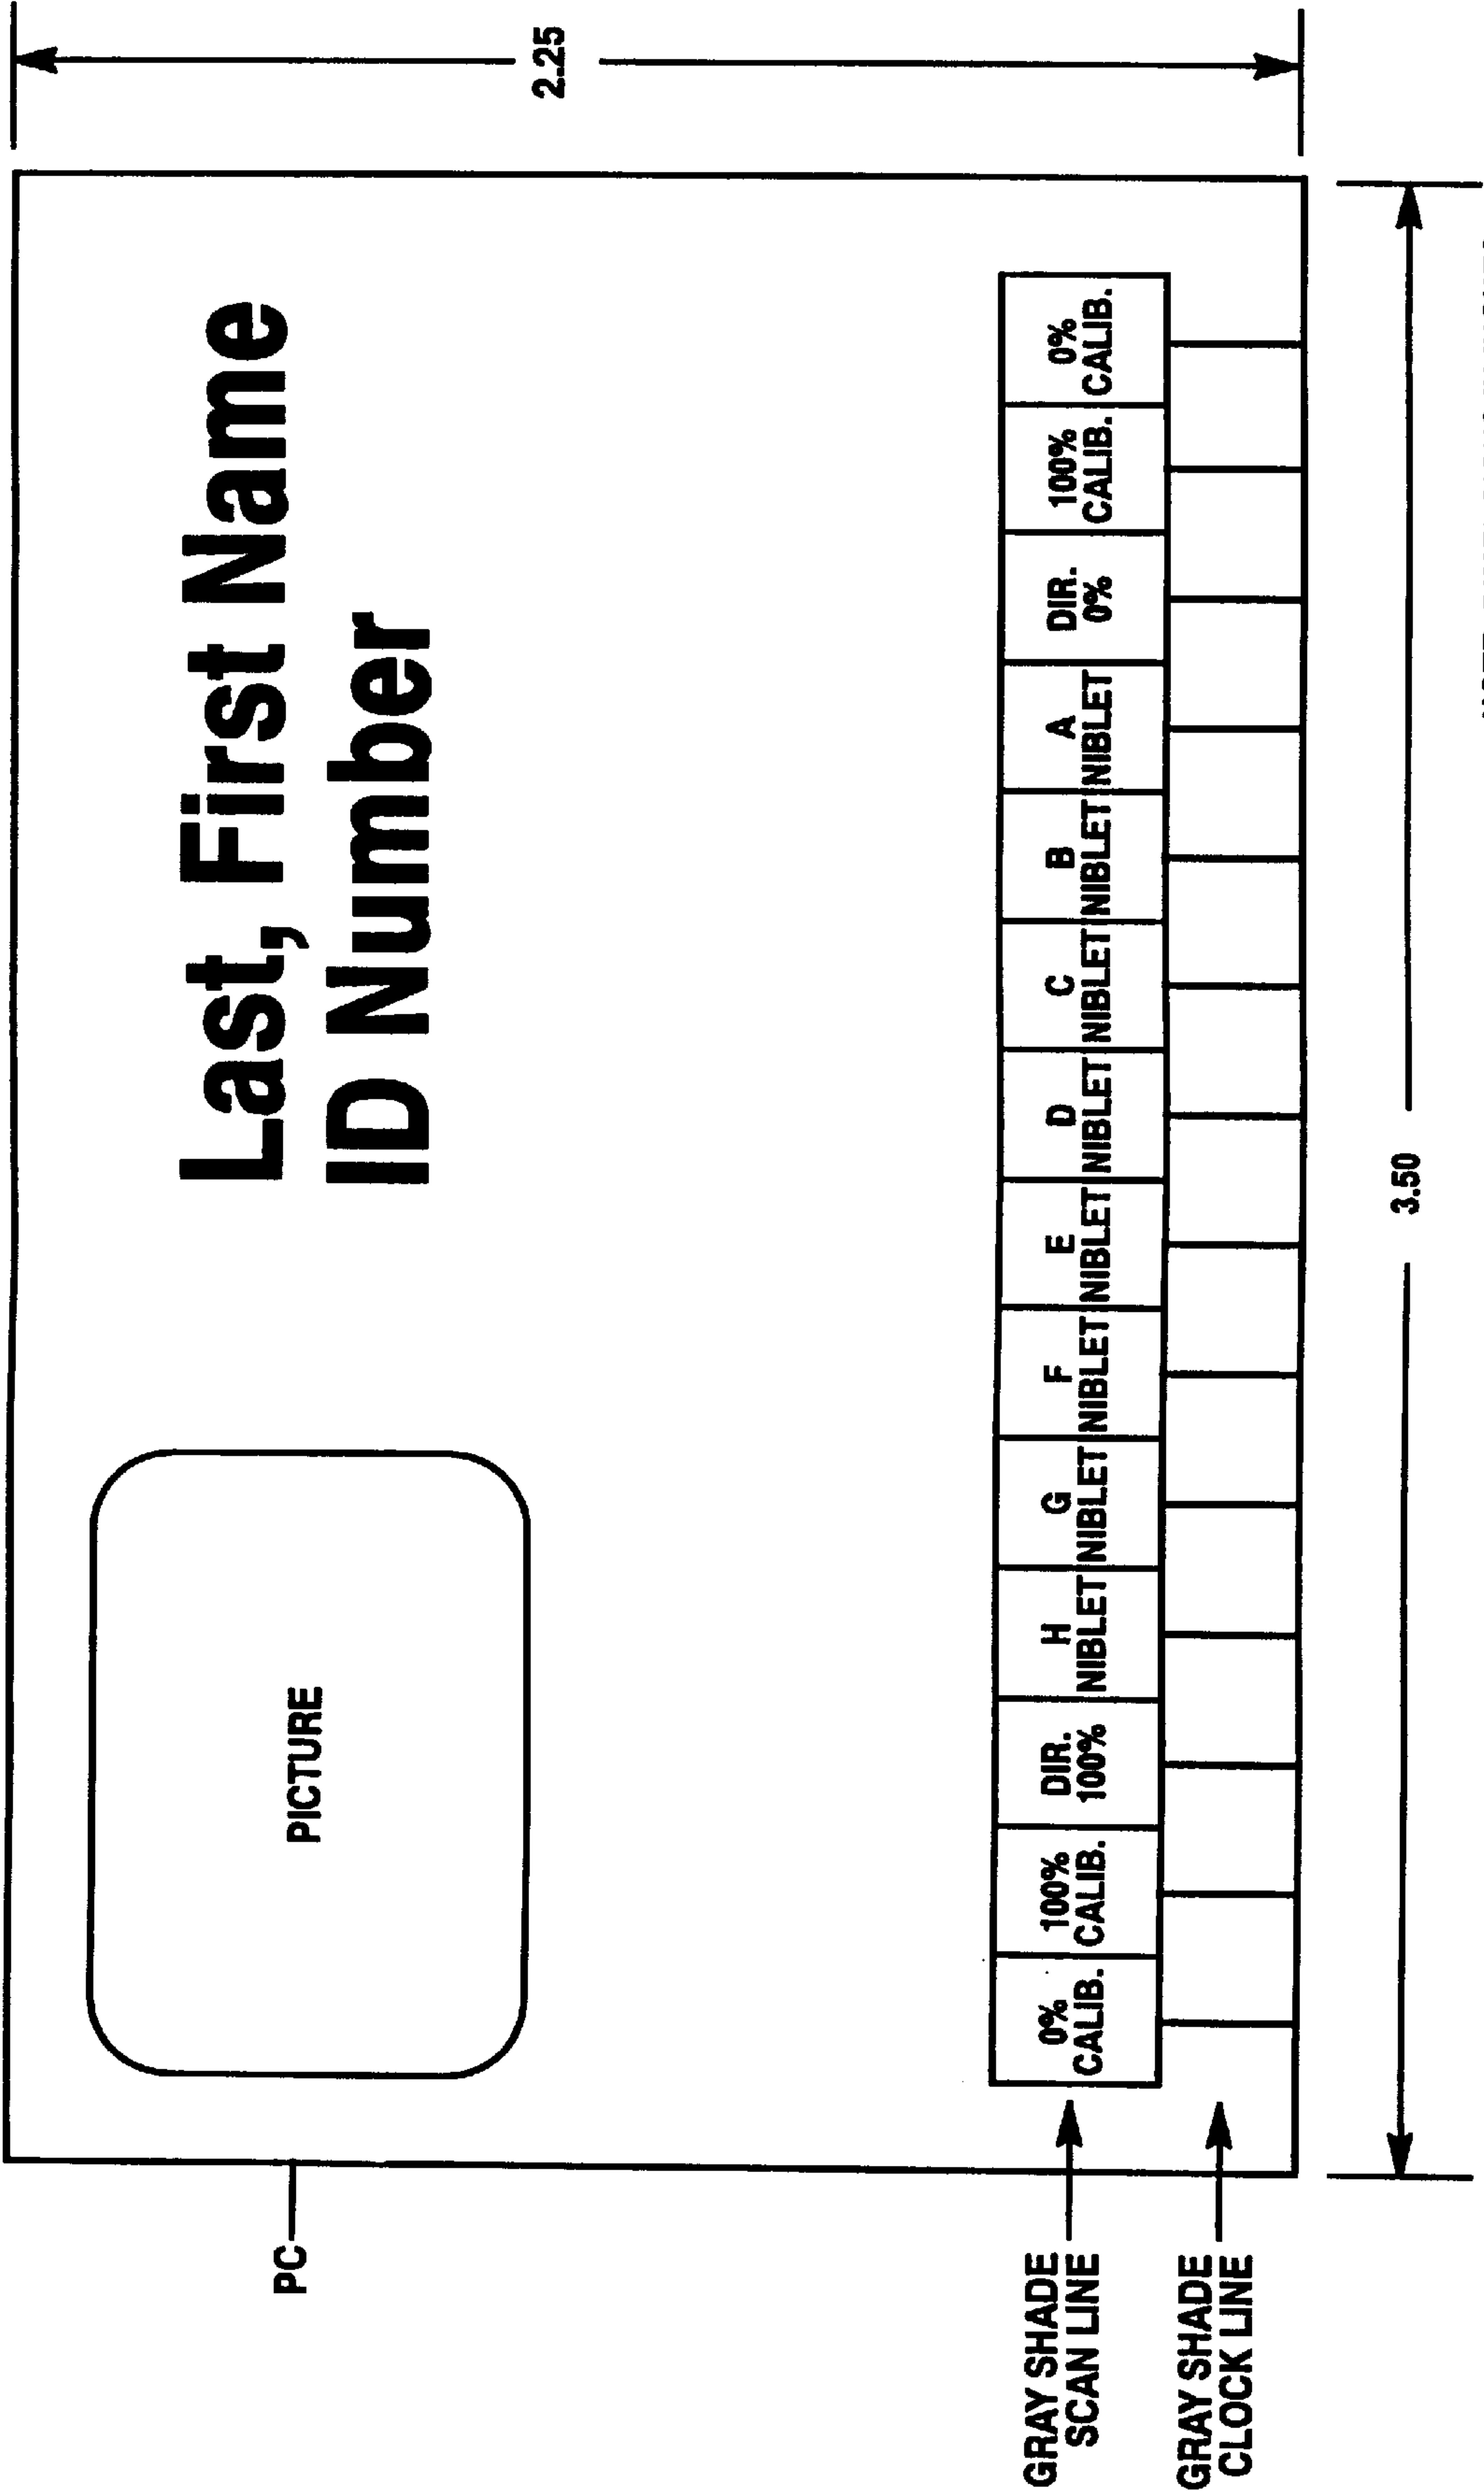 2.25
Last, First Name
ID Number
PICTURE
PC
GRAY SHADE
SCAN LINE
0%
CALIB.
100%
CALIB.
DIR.
100%
H
NIBLET
G
NIBLET
F
NIBLET
E
NIBLET
D
NIBLET
C
NIBLET
B
NIBLET
A
NIBLET
DIR.
0%
100%
CALIB.
0%
CALIB.
GRAY SHADE
CLOCK LINE
3.50